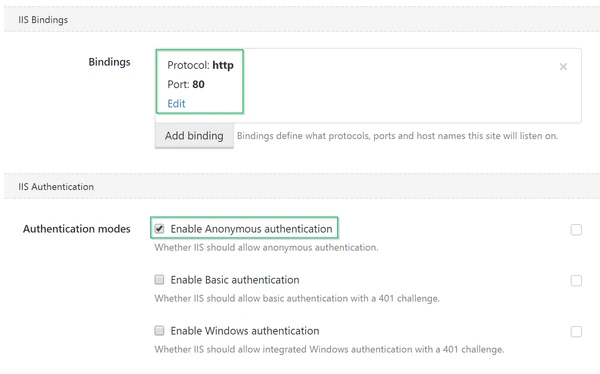 IIS Bindings
Bindings
Protocol: http
Port: 80
Edit
Add binding Bindings define what protocols, ports and host names this site will listen on.
IIS Authentication
Authentication modes
Enable Anonymous authentication
Whether IIS should allow anonymous authentication.
Enable Basic authentication
Whether IIS should allow basic authentication with a 401 challenge.
Enable Windows authentication
Whether IIS should allow integrated Windows authentication with a 401 challenge.